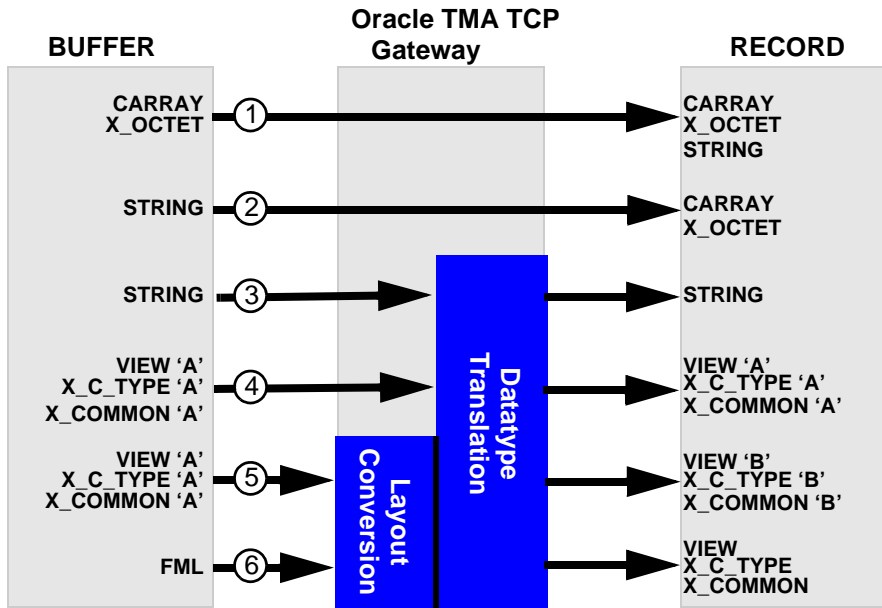 Oracle TMA TCP
Gateway
BUFFER
RECORD
CARRAY
X_OCTET
1
CARRAY
X_OCTET
STRING
STRING
2
CARRAY
X_OCTET
STRING
3
STRING
VIEW ‘A’
X_C_TYPE ‘A’
X_COMMON ‘A’
4
VIEW ‘A’
X_C_TYPE ‘A’
X_COMMON ‘A’
VIEW ‘A’
X_C_TYPE ‘A’
X_COMMON ‘A’
5
VIEW ‘B’
X_C_TYPE ‘B’
X_COMMON ‘B’
FML
6
VIEW
X_C_TYPE
X_COMMON
Layout
Conversion
Datatype
Translation